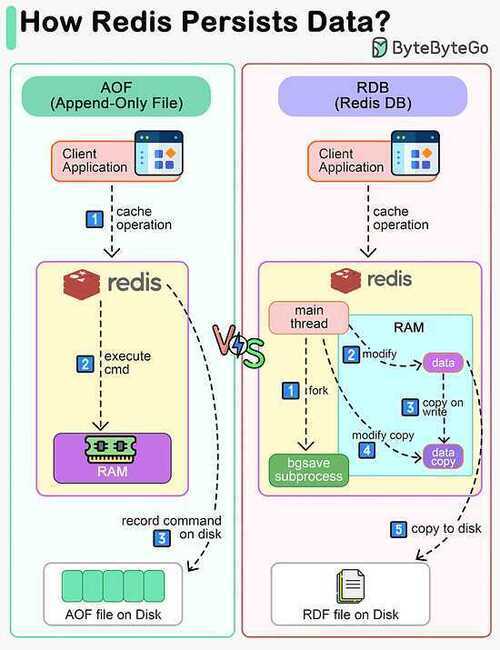 How Redis Persists Data?
ByteByteGo
AOF
(Append-Only File)
Client
Application
1
cache
operation
redis
2
execute
cmd
RAM
record command
3
on disk
AOF file on Disk
VS
RDB
(Redis DB)
Client
Application
cache
operation
redis
main
thread
RAM
2
modify
data
1
fork
3
copy on
write
modify copy
4
bgsave
subprocess
data
copy
5
copy to disk
RDF file on Disk